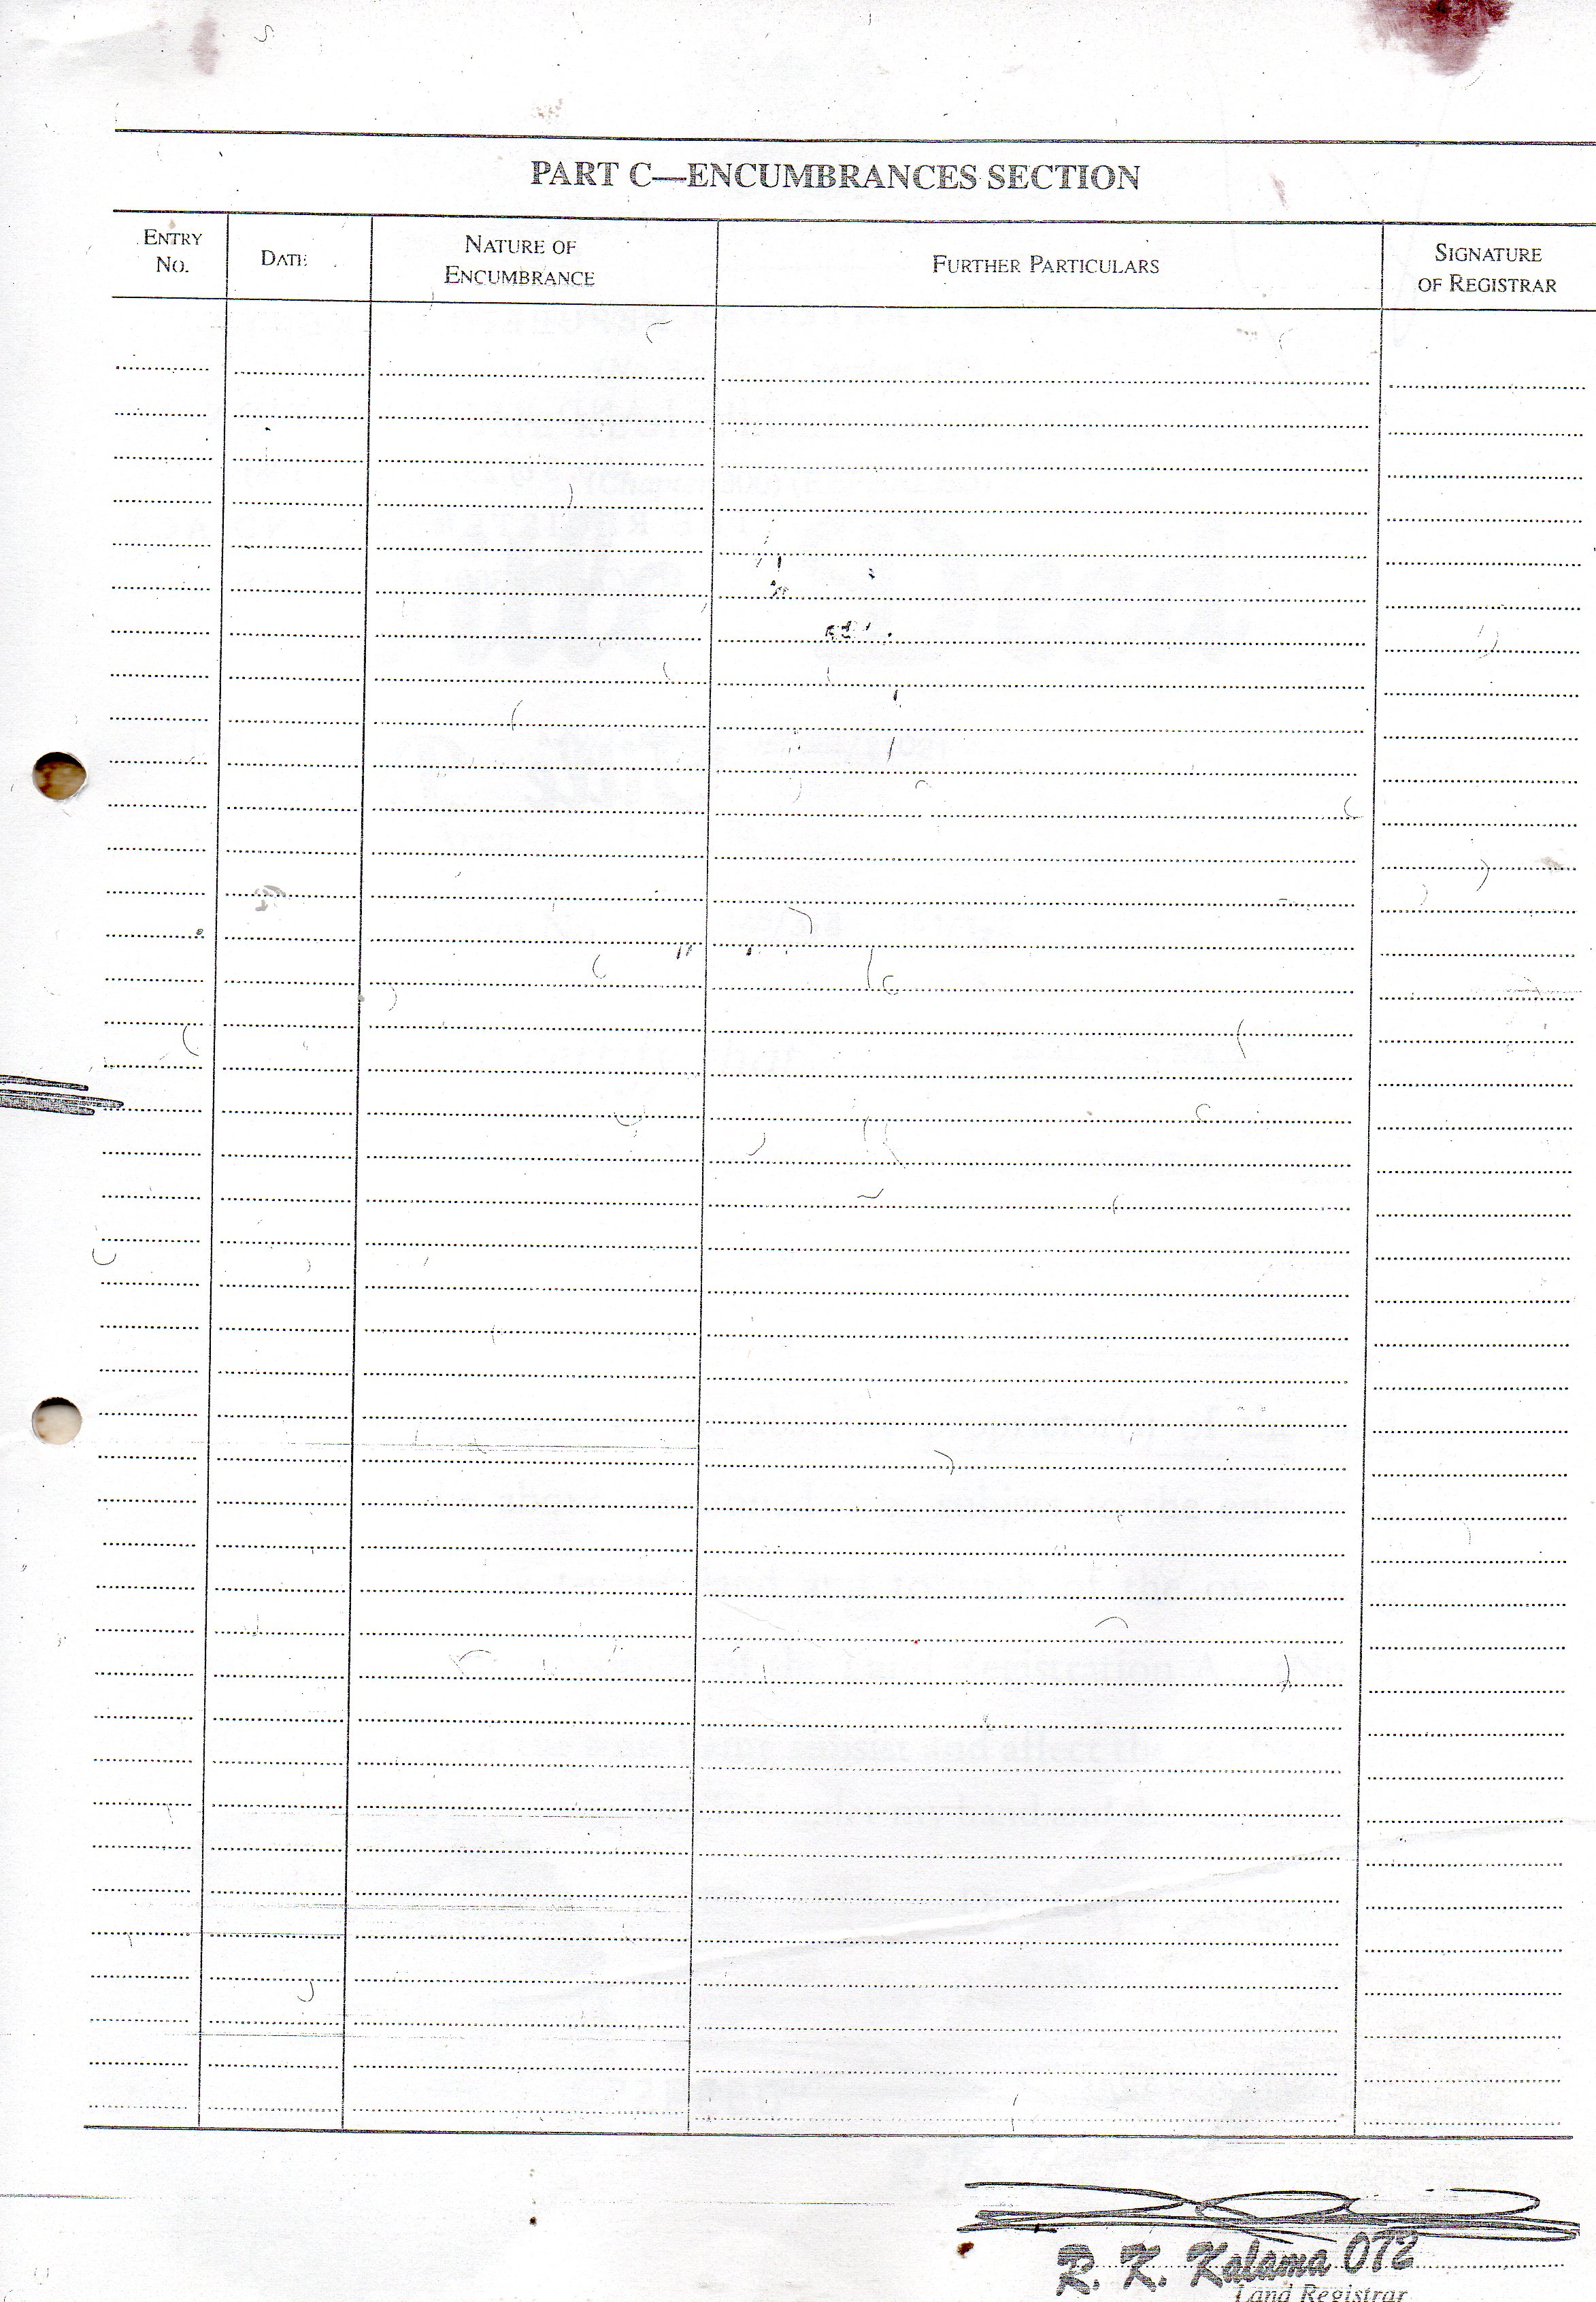 PART C—ENCUMBRANCES SECTION
ENTRY No.
DATE
NATURE OF ENCUMBRANCE
FURTHER PARTICULARS
SIGNATURE OF REGISTRAR
R. K. Kalama 072
Land Registrar